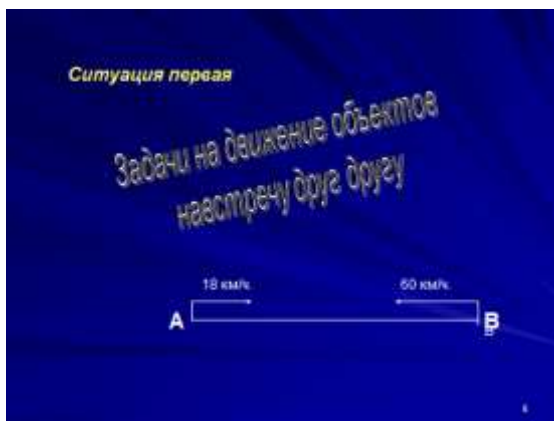 Ситуация первая
Задачи на движение объектов
навстречу друг другу
18 км/ч. 60 км/ч.
А В